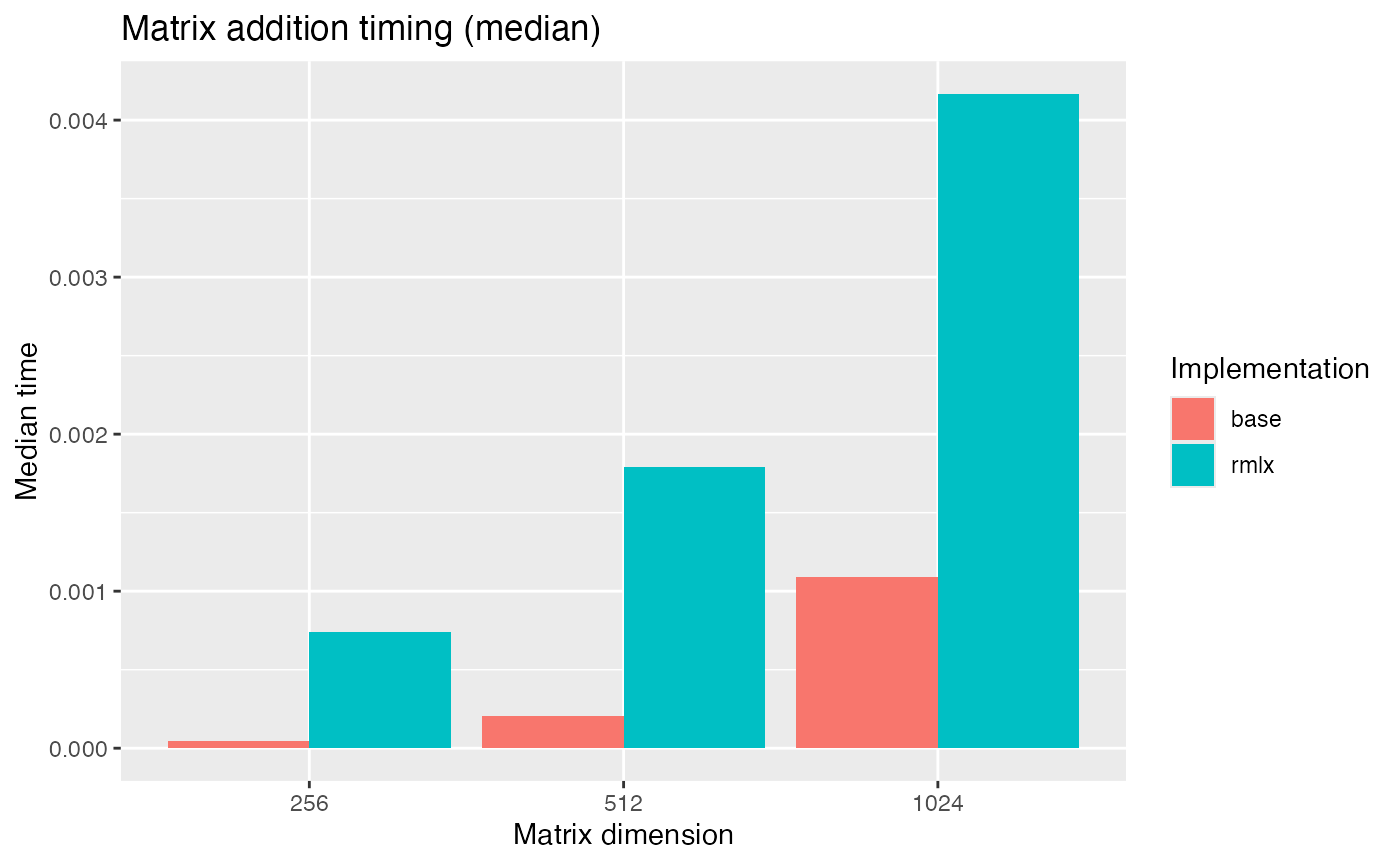 Matrix addition timing (median)
0.004
0.003
0.002
0.001
0.000
Median time
256
512
1024
Matrix dimension
Implementation
base
rmlx